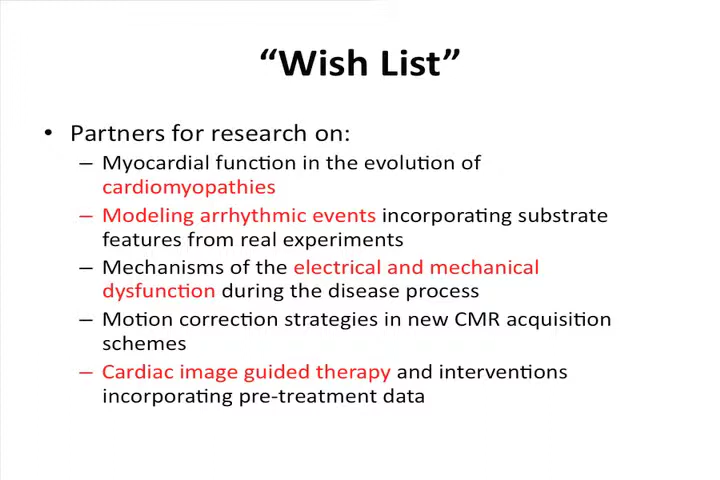 “Wish List”
• Partners for research on:
– Myocardial function in the evolution of
cardiomyopathies
– Modeling arrhythmic events incorporating substrate
features from real experiments
– Mechanisms of the electrical and mechanical
dysfunction during the disease process
– Motion correction strategies in new CMR acquisition
schemes
– Cardiac image guided therapy and interventions
incorporating pre-treatment data